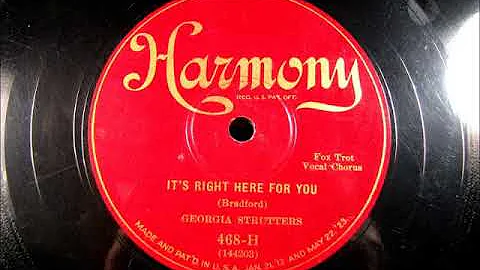 Harmony
REG. U.S. PAT. OFF.
Fox Trot
Vocal Chorus
IT'S RIGHT HERE FOR YOU
(Bradford)
GEORGIA STRUTTERS
468-H
(144203)
MADE AND PAT'D IN U.S.A. JAN. 21, '13 AND MAY 22, '23.